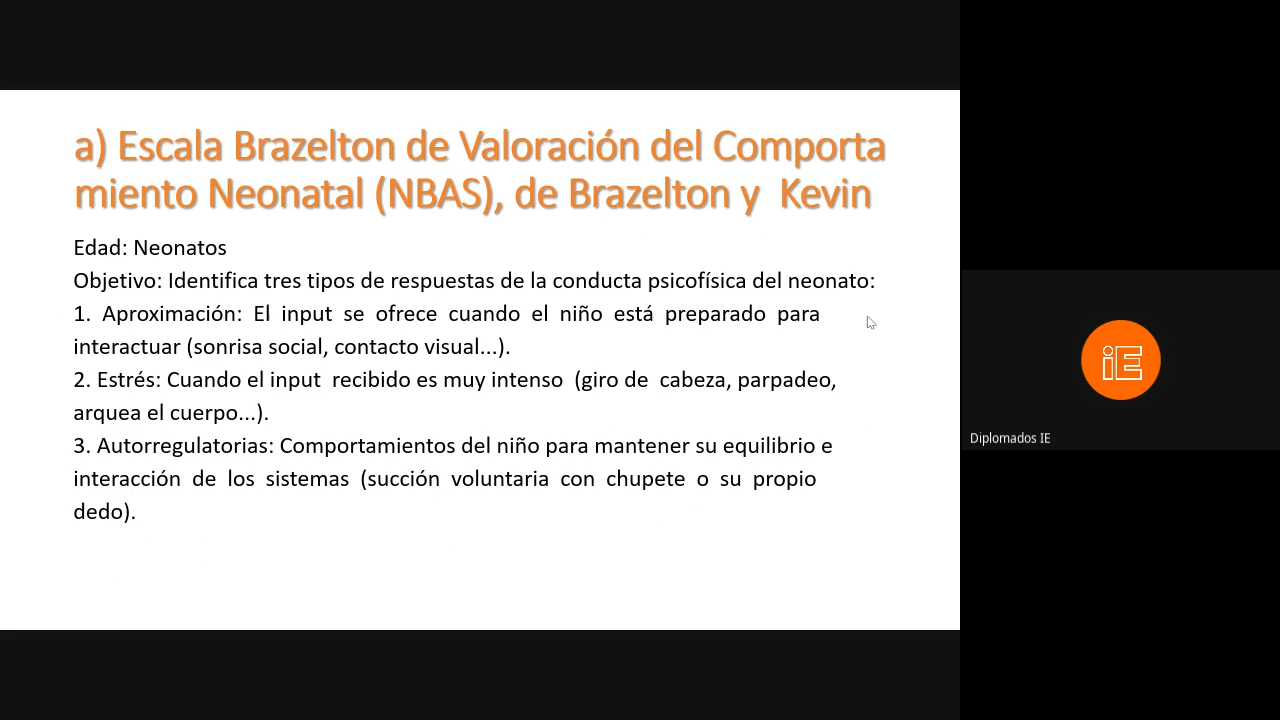 a) Escala Brazelton de Valoración del Comporta
miento Neonatal (NBAS), de Brazelton y Kevin
Edad: Neonatos
Objetivo: Identifica tres tipos de respuestas de la conducta psicofísica del neonato:
1. Aproximación: El input se ofrece cuando el niño está preparado para
interactuar (sonrisa social, contacto visual...).
2. Estrés: Cuando el input recibido es muy intenso (giro de cabeza, parpadeo,
arquea el cuerpo...).
3. Autorregulatorias: Comportamientos del niño para mantener su equilibrio e
interacción de los sistemas (succión voluntaria con chupete o su propio
dedo).
iE
Diplomados IE